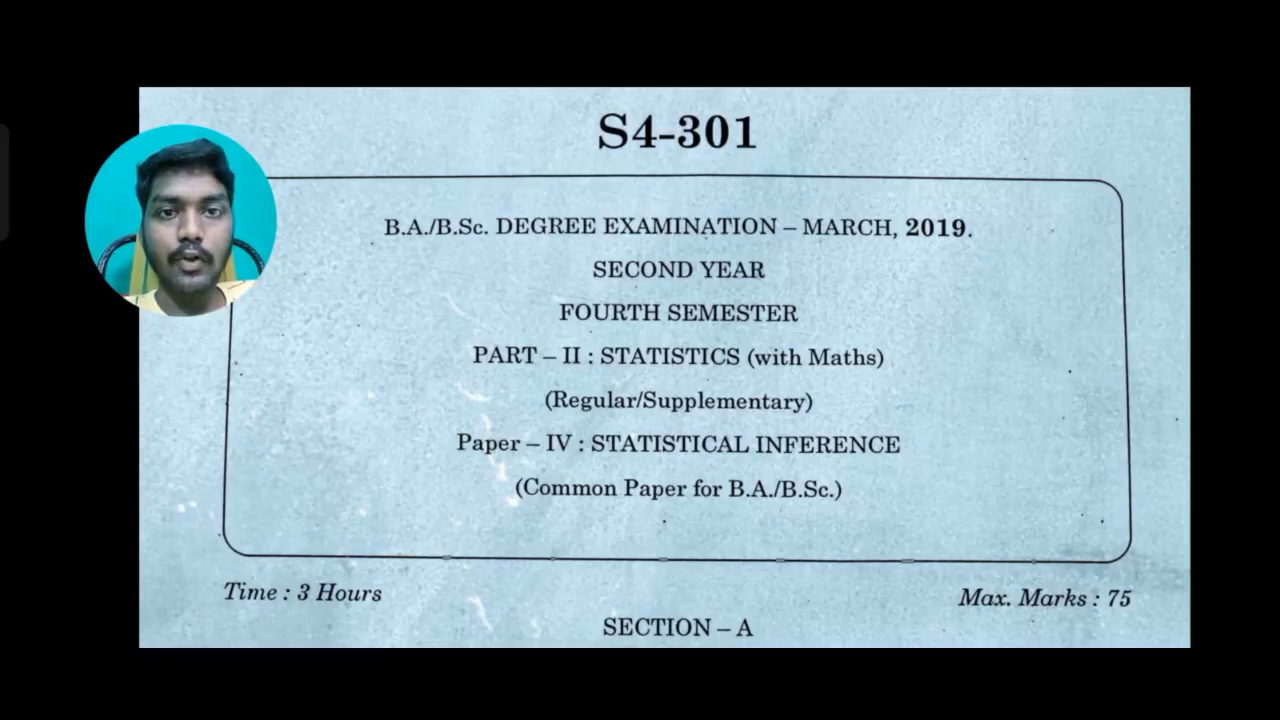 S4-301
B.A./B.Sc. DEGREE EXAMINATION – MARCH, 2019.
SECOND YEAR
FOURTH SEMESTER
PART – II : STATISTICS (with Maths)
(Regular/Supplementary)
Paper – IV : STATISTICAL INFERENCE
(Common Paper for B.A./B.Sc.)
Time : 3 Hours
Max. Marks : 75
SECTION – A